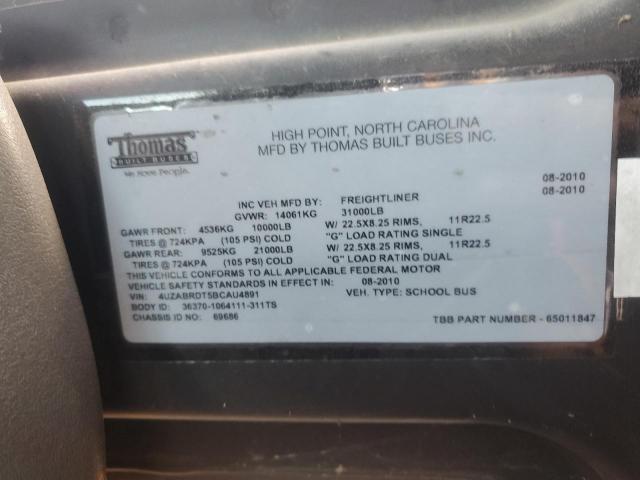 Thomas
BUILT BUSES
We Move People.
HIGH POINT, NORTH CAROLINA
MFD BY THOMAS BUILT BUSES INC.
08-2010
INC VEH MFD BY: FREIGHTLINER 08-2010
GVWR: 14061KG 31000LB
GAWR FRONT: 4536KG 10000LB W/ 22.5X8.25 RIMS, 11R22.5
TIRES @ 724KPA (105 PSI) COLD "G" LOAD RATING SINGLE
GAWR REAR: 9525KG 21000LB W/ 22.5X8.25 RIMS, 11R22.5
TIRES @ 724KPA (105 PSI) COLD "G" LOAD RATING DUAL
THIS VEHICLE CONFORMS TO ALL APPLICABLE FEDERAL MOTOR
VEHICLE SAFETY STANDARDS IN EFFECT IN: 08-2010
VIN: 4UZABRDT5BCAU4891 VEH. TYPE: SCHOOL BUS
BODY ID: 36370-1064111-311TS
CHASSIS ID: 69686 TBB PART NUMBER - 65011847